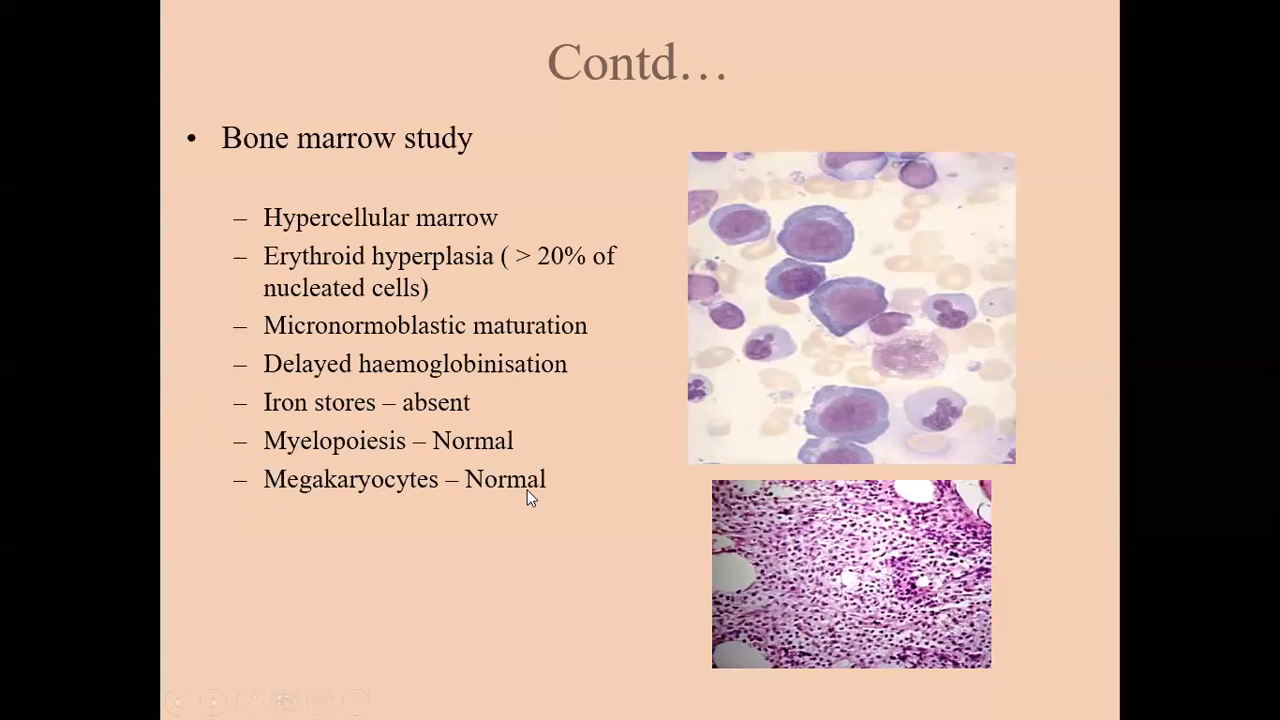 Contd…
• Bone marrow study
– Hypercellular marrow
– Erythroid hyperplasia ( > 20% of
nucleated cells)
– Micronormoblastic maturation
– Delayed haemoglobinisation
– Iron stores – absent
– Myelopoiesis – Normal
– Megakaryocytes – Normal